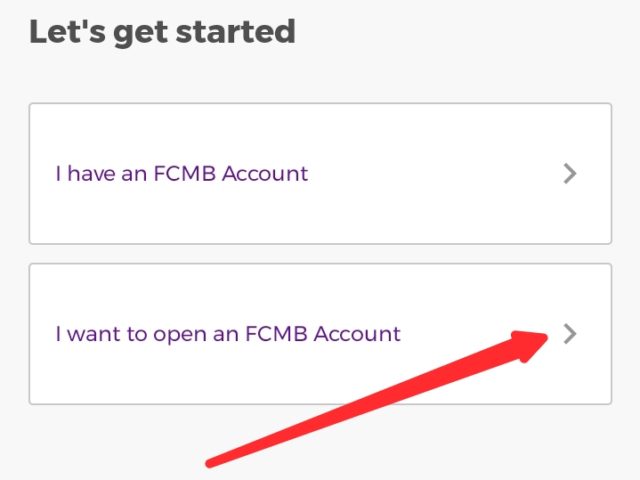 Let's get started
I have an FCMB Account
I want to open an FCMB Account